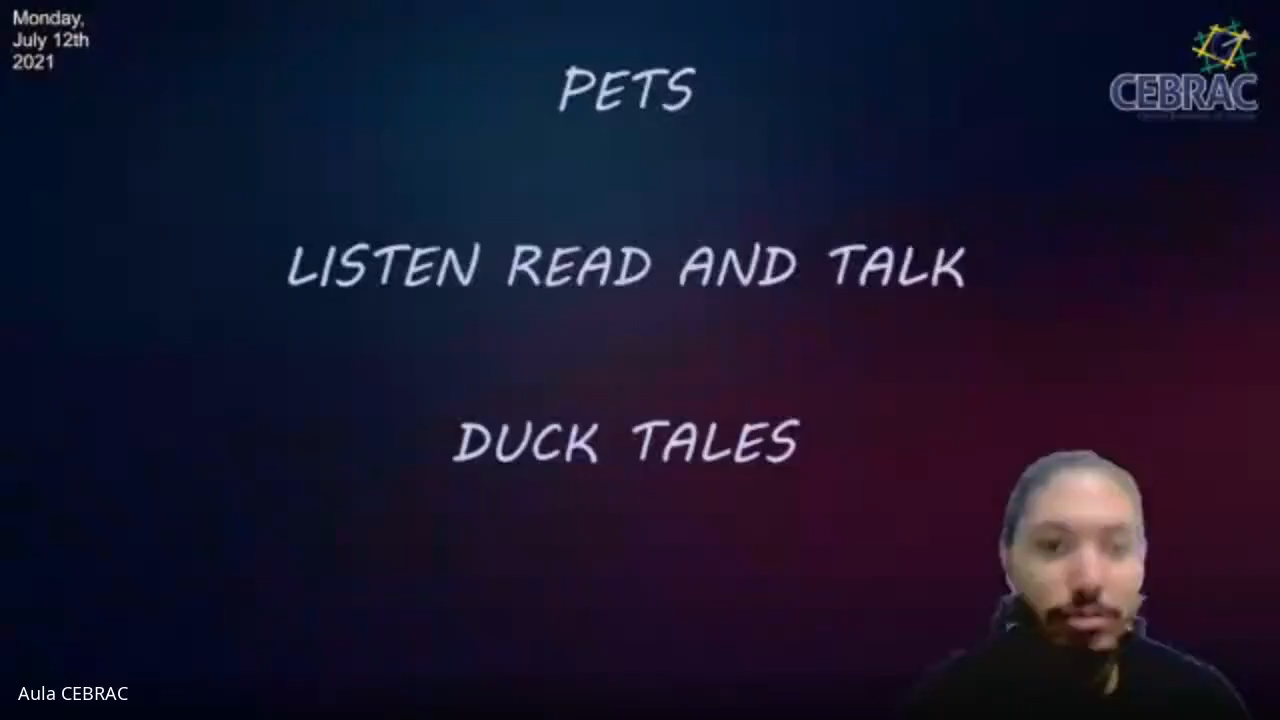 Monday,
July 12th
2021
PETS
CEBRAC
LISTEN READ AND TALK
DUCK TALES
Aula CEBRAC